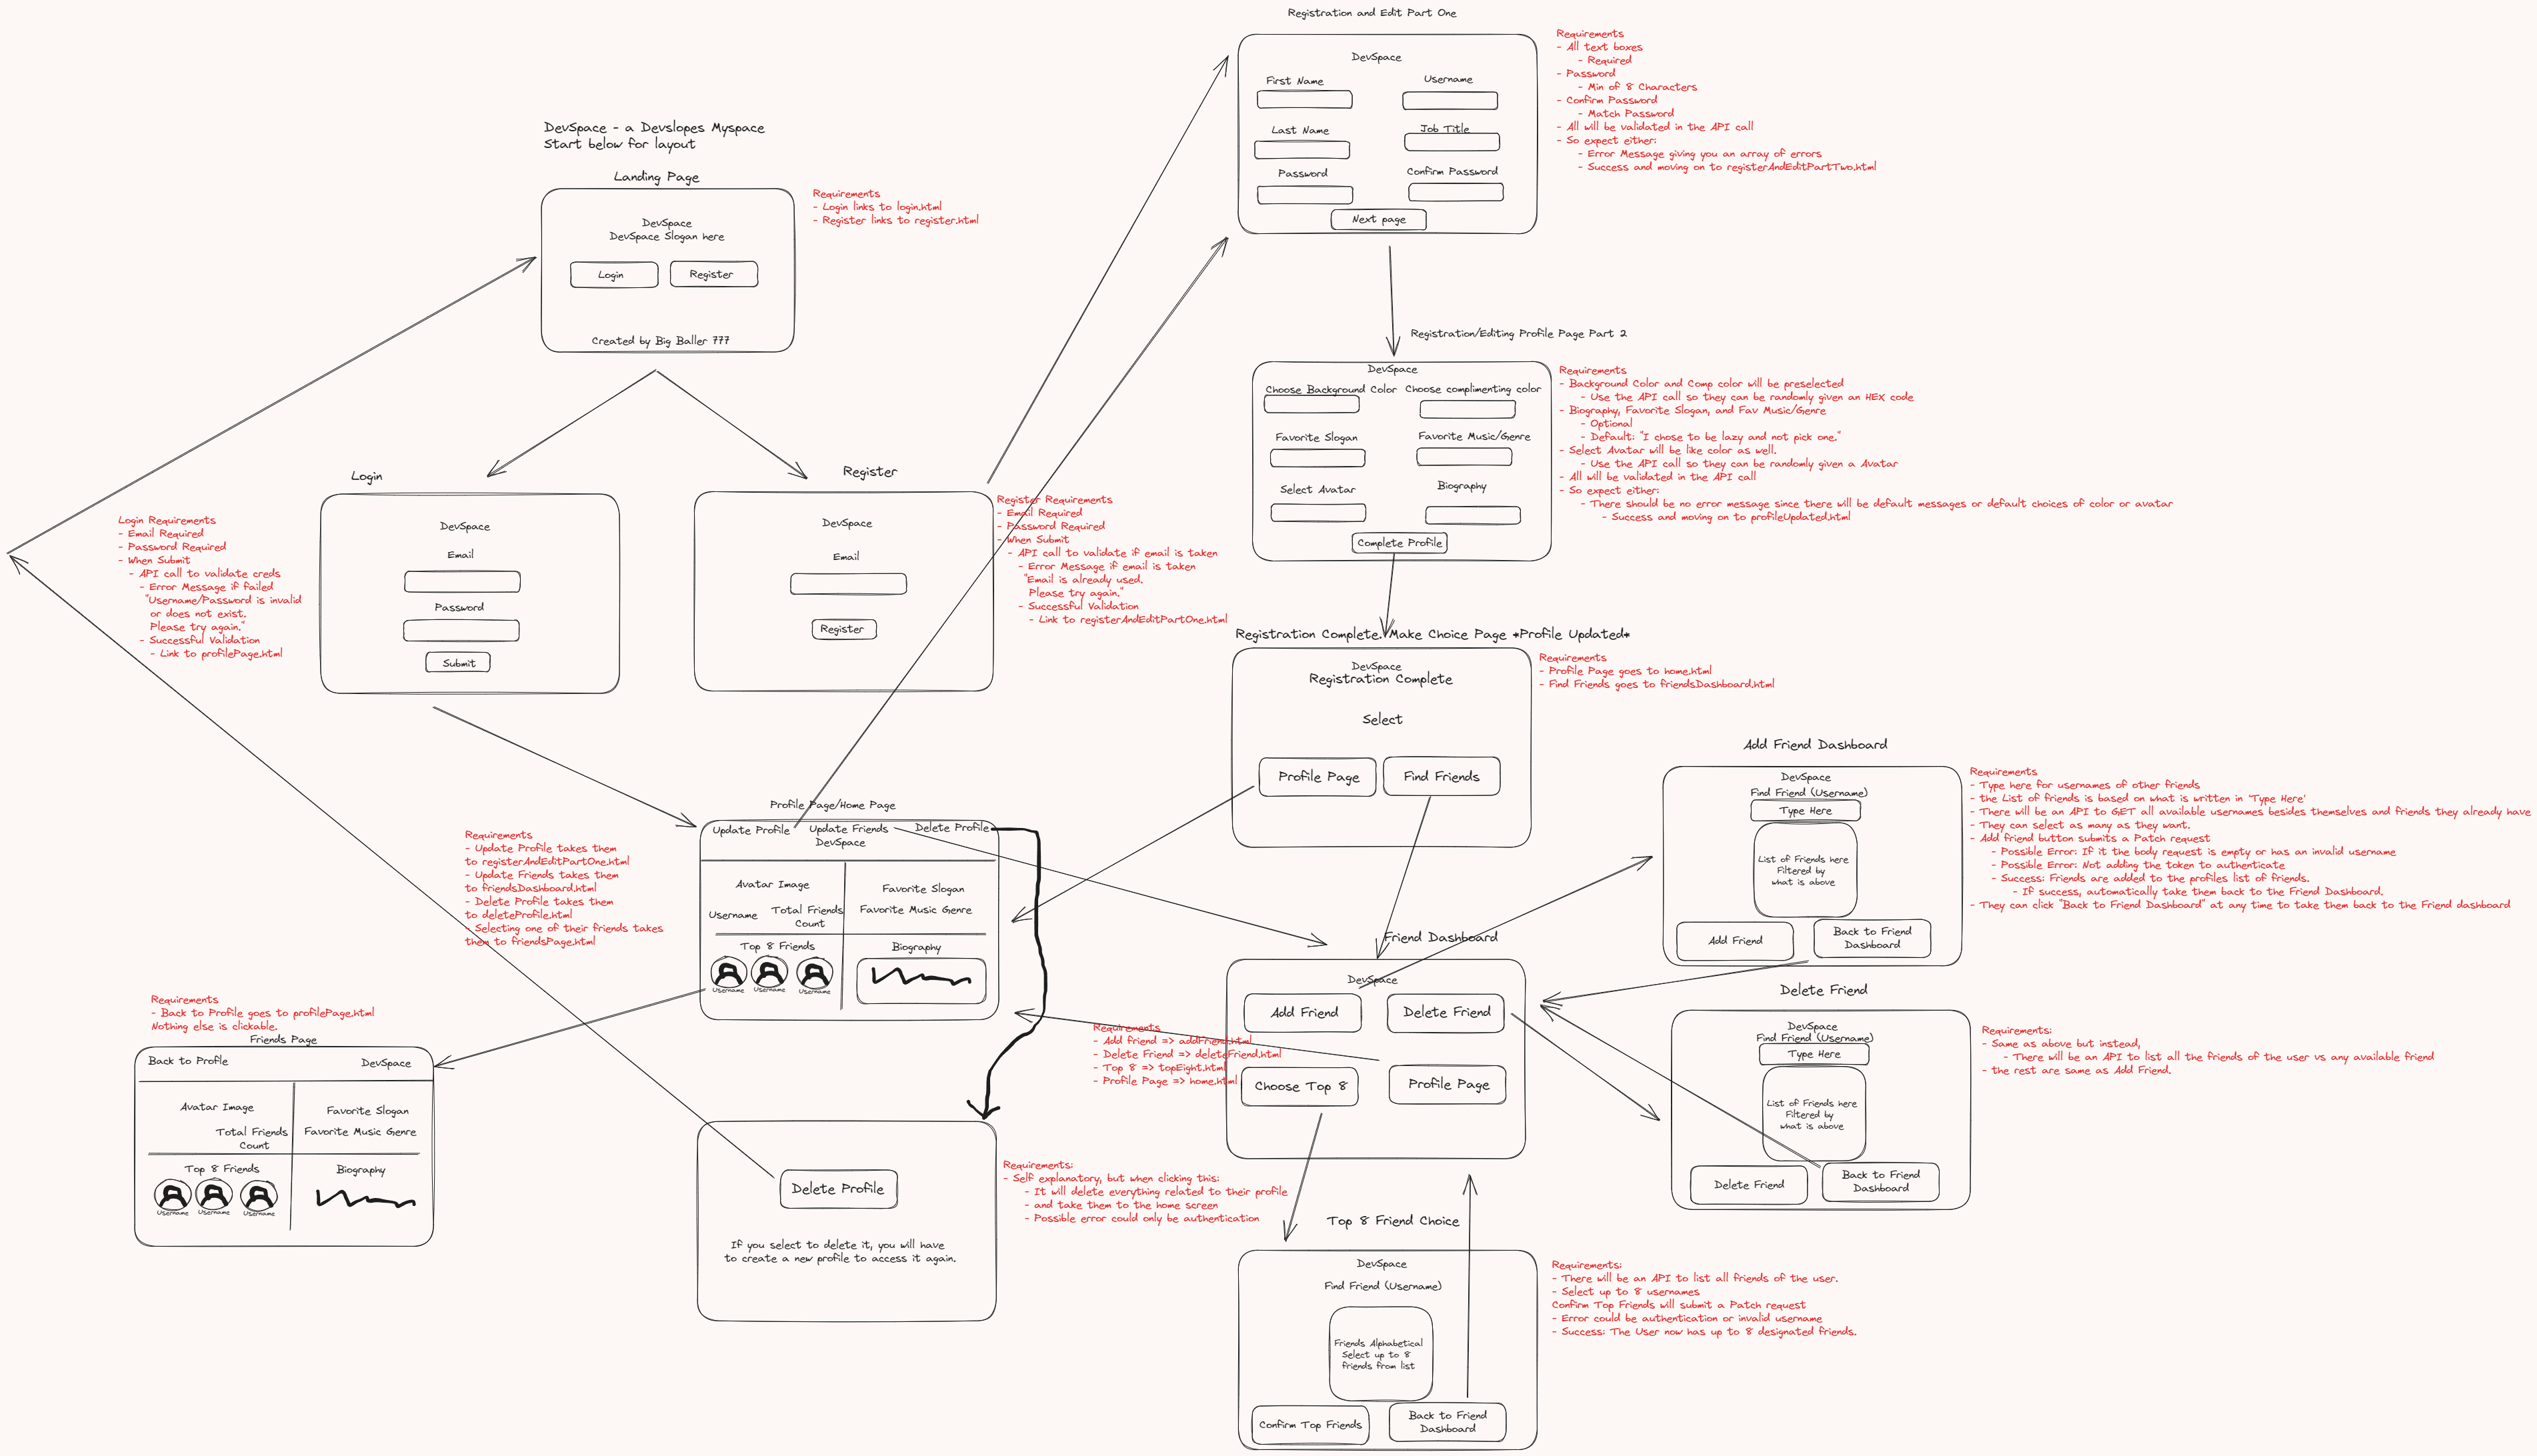 Registration and Edit Part One
DevSpace
First Name
Username
Last Name
Job Title
Password
Confirm Password
Next page
Requirements
- All text boxes
- Required
- Password
- Min of 8 Characters
- Confirm Password
- Match Password
- All will be validated in the API call
- So expect either:
- Error Message giving you an array of errors
- Success and moving on to registerAndEditPartTwo.html
DevSpace - a Devslopes Myspace
Start below for layout
Landing Page
DevSpace
DevSpace Slogan here
Login
Register
Created by Big Baller 777
Requirements
- Login links to login.html
- Register links to register.html
Registration/Editing Profile Page Part 2
DevSpace
Choose Background Color
Choose complimenting color
Favorite Slogan
Favorite Music/Genre
Select Avatar
Biography
Complete Profile
Requirements
- Background Color and Comp color will be preselected
- Use the API call so they can be randomly given an HEX code
- Biography, Favorite Slogan, and Fav Music/Genre
- Optional
- Default: "I chose to be lazy and not pick one."
- Select Avatar will be like color as well.
- Use the API call so they can be randomly given a Avatar
- All will be validated in the API call
- So expect either:
- There should be no error message since there will be default messages or default choices of color or avatar
- Success and moving on to profileUpdated.html
Login
DevSpace
Email
Password
Submit
Login Requirements
- Email Required
- Password Required
- When Submit
- API call to validate creds
- Error Message if failed
"Username/Password is invalid
or does not exist.
Please try again."
- Successful Validation
- Link to profilePage.html
Register
DevSpace
Email
Register
Register Requirements
- Email Required
- Password Required
- When Submit
- API call to validate if email is taken
- Error Message if email is taken
"Email is already used.
Please try again."
- Successful Validation
- Link to registerAndEditPartOne.html
Registration Complete. Make Choice Page *Profile Updated*
DevSpace
Registration Complete
Select
Profile Page
Find Friends
Requirements
- Profile Page goes to home.html
- Find Friends goes to friendsDashboard.html
Profile Page/Home Page
Update Profile
Update Friends
Delete Profile
DevSpace
Avatar Image
Favorite Slogan
Username
Total Friends
Count
Favorite Music Genre
Top 8 Friends
Biography
Username
Username
Username
Requirements
- Update Profile takes them
to registerAndEditPartOne.html
- Update Friends takes them
to friendsDashboard.html
- Delete Profile takes them
to deleteProfile.html
- Selecting one of their friends takes
them to friendsPage.html
Add Friend Dashboard
DevSpace
Find Friend (Username)
Type Here
List of Friends here
Filtered by
what is above
Add Friend
Back to Friend
Dashboard
Requirements
- Type here for usernames of other friends
- the List of friends is based on what is written in 'Type Here'
- There will be an API to GET all available usernames besides themselves and friends they already have
- They can select as many as they want.
- Add friend button submits a Patch request
- Possible Error: If it the body request is empty or has an invalid username
- Possible Error: Not adding the token to authenticate
- Success: Friends are added to the profiles list of friends.
- If success, automatically take them back to the Friend Dashboard.
- They can click "Back to Friend Dashboard" at any time to take them back to the Friend dashboard
Friend Dashboard
DevSpace
Add Friend
Delete Friend
Choose Top 8
Profile Page
Requirements
- Add friend => addFriend.html
- Delete Friend => deleteFriend.html
- Top 8 => topEight.html
- Profile Page => home.html
Delete Friend
DevSpace
Find Friend (Username)
Type Here
List of Friends here
Filtered by
what is above
Delete Friend
Back to Friend
Dashboard
Requirements:
- Same as above but instead,
- There will be an API to list all the friends of the user vs any available friend
- the rest are same as Add Friend.
Requirements
- Back to Profile goes to profilePage.html
Nothing else is clickable.
Friends Page
Back to Profle
DevSpace
Avatar Image
Favorite Slogan
Total Friends
Count
Favorite Music Genre
Top 8 Friends
Biography
Username
Username
Username
Delete Profile
If you select to delete it, you will have
to create a new profile to access it again.
Requirements:
- Self explanatory, but when clicking this:
- It will delete everything related to their profile
- and take them to the home screen
- Possible error could only be authentication
Top 8 Friend Choice
DevSpace
Find Friend (Username)
Friends Alphabetical
Select up to 8
friends from list
Confirm Top Friends
Back to Friend
Dashboard
Requirements:
- There will be an API to list all friends of the user.
- Select up to 8 usernames
Confirm Top Friends will submit a Patch request
- Error could be authentication or invalid username
- Success: The User now has up to 8 designated friends.